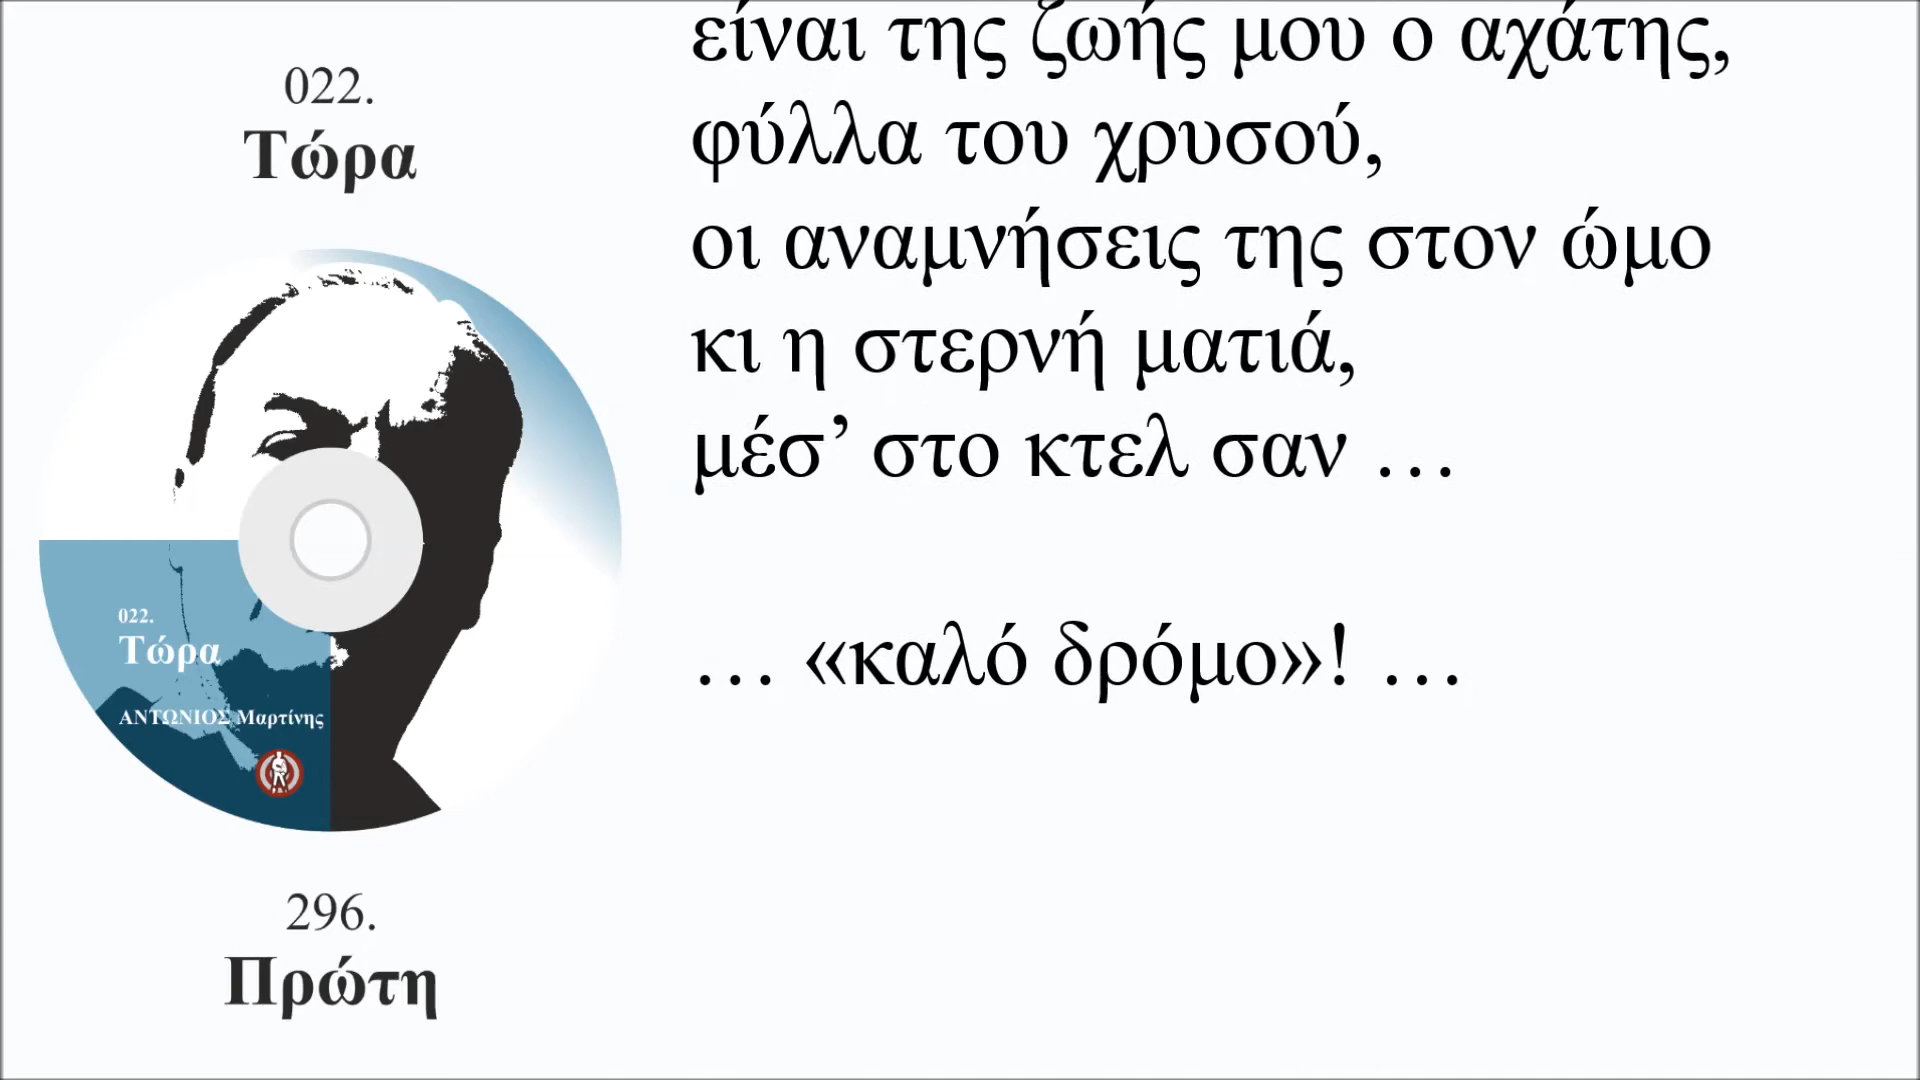 022.
Τώρα
022.
Τώρα
ΑΝΤΩΝΙΟΣ Μαρτίνης
296.
Πρώτη
είναι της ζωής μου ο αχάτης,
φύλλα του χρυσού,
οι αναμνήσεις της στον ώμο
κι η στερνή ματιά,
μέσ’ στο κτελ σαν …
… «καλό δρόμο»! …